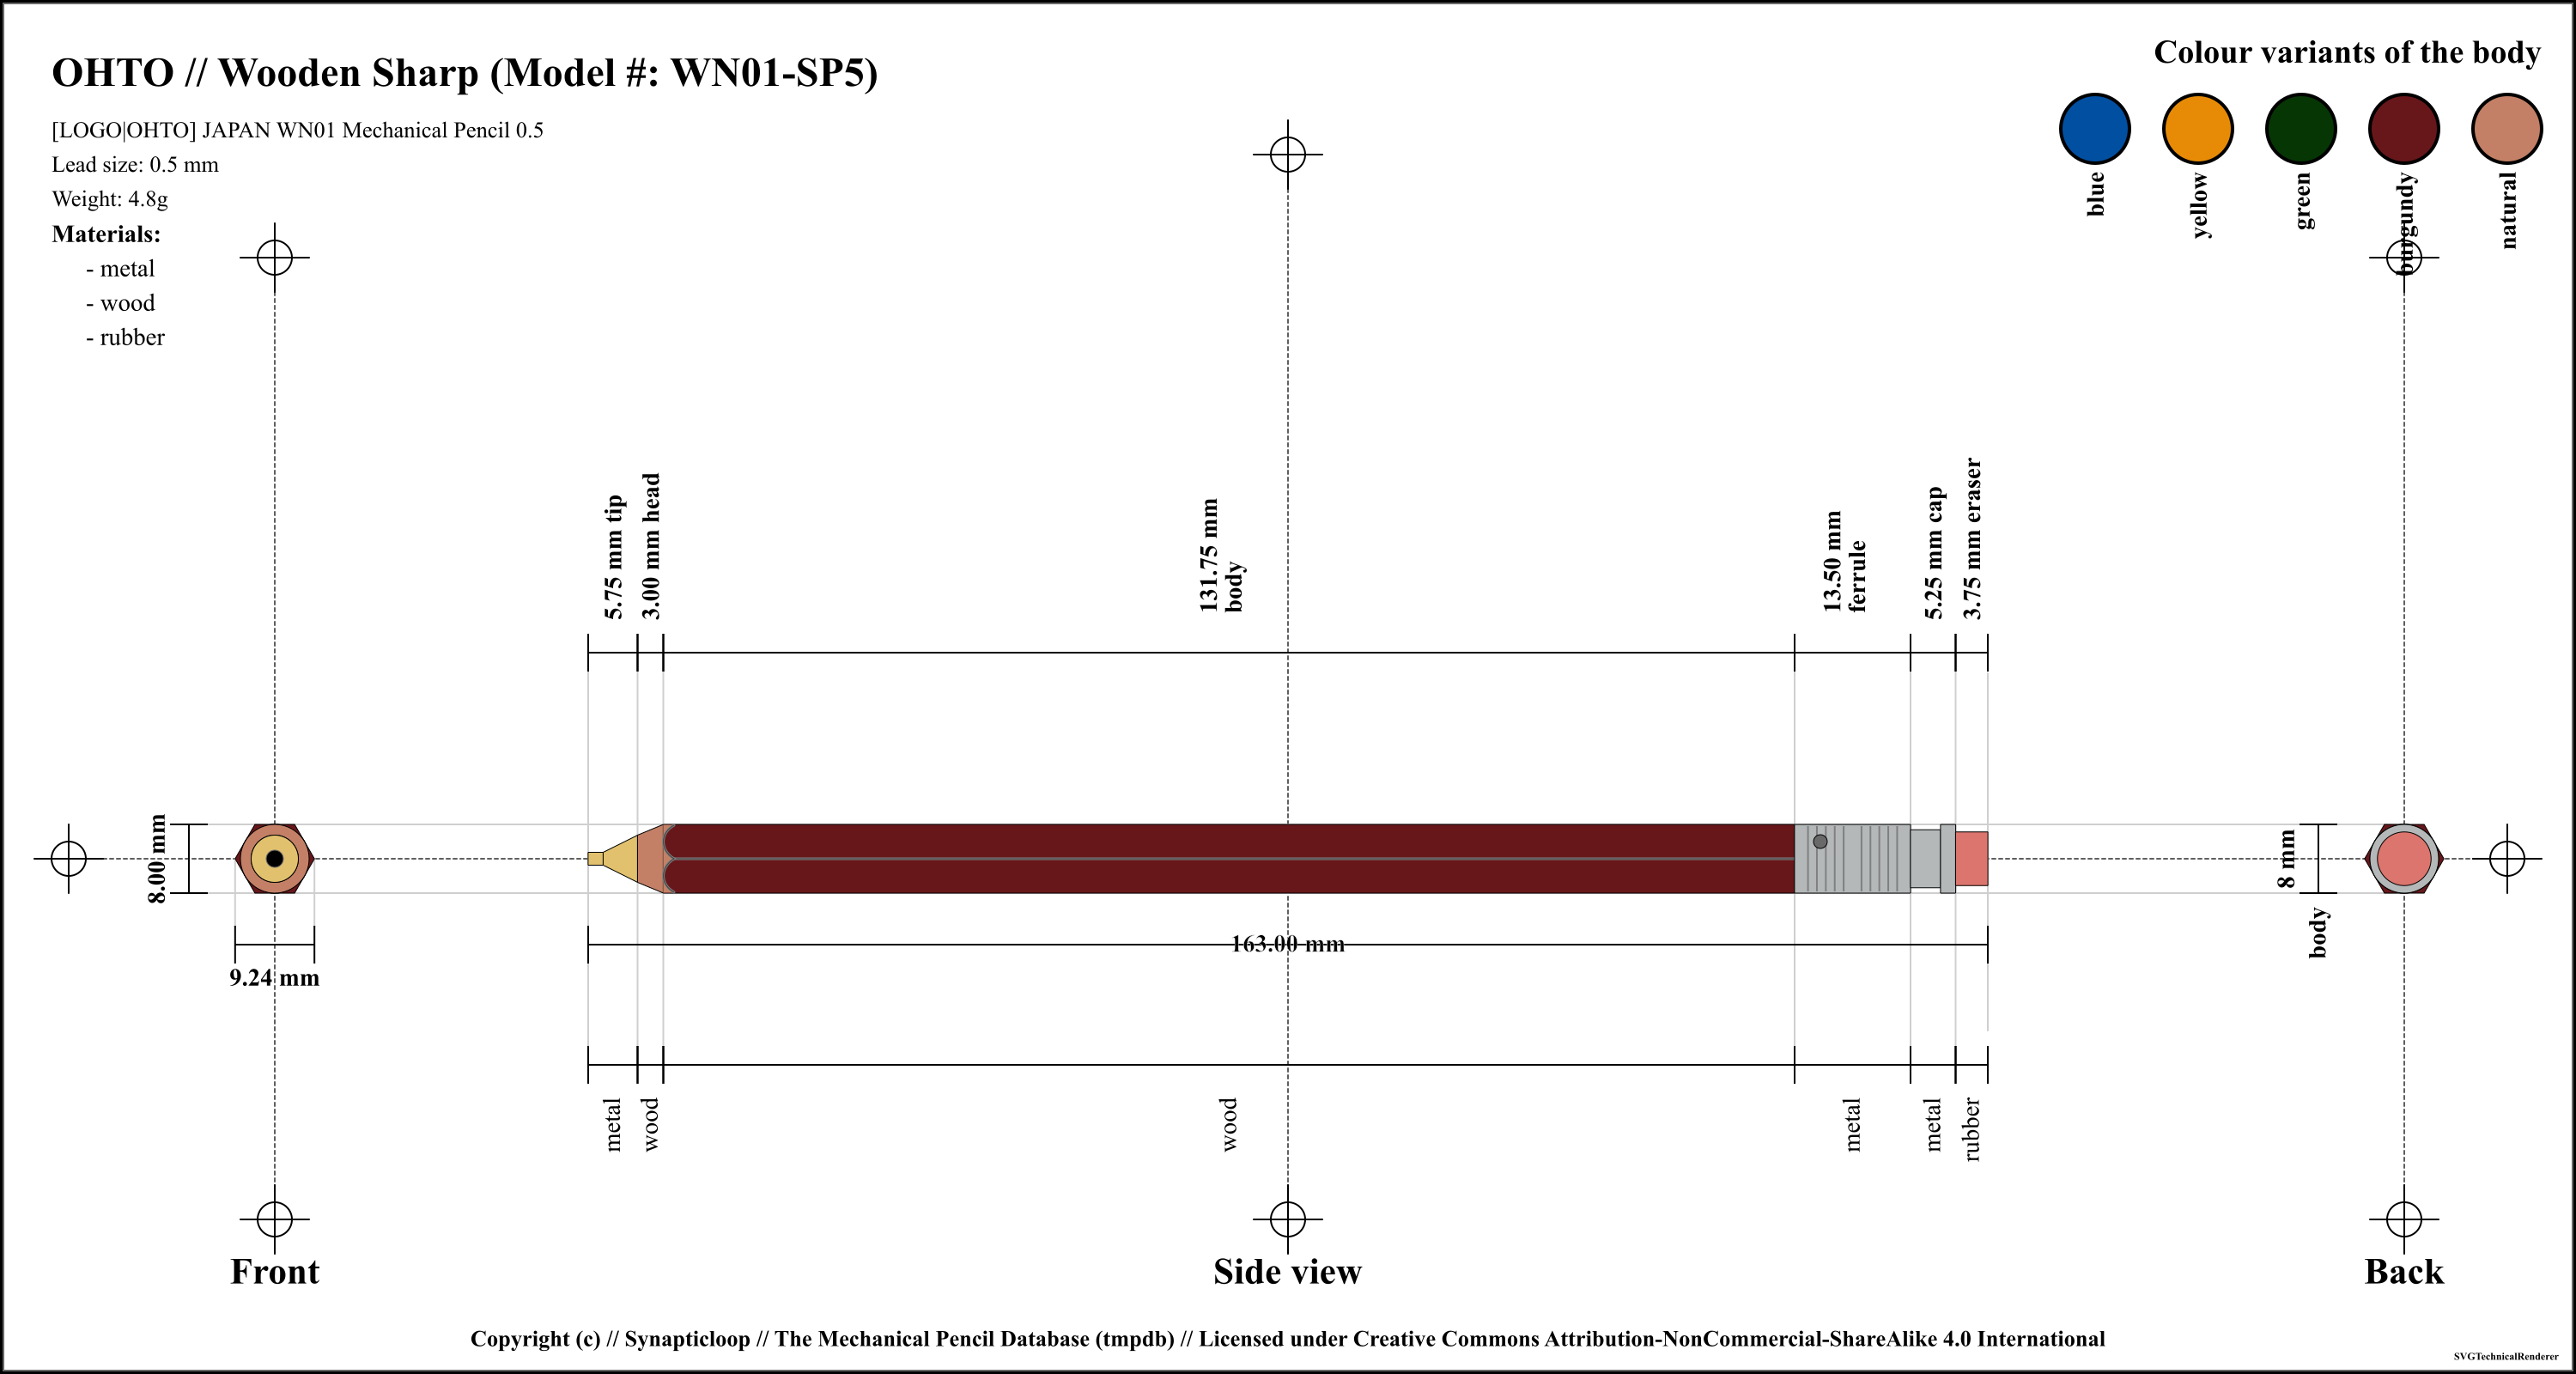 OHTO // Wooden Sharp (Model #: WN01-SP5)
[LOGO|OHTO] JAPAN WN01 Mechanical Pencil 0.5
Lead size: 0.5 mm
Weight: 4.8g
Materials:
- metal
- wood
- rubber
Colour variants of the body
blue
yellow
green
burgundy
natural
5.75 mm tip
3.00 mm head
131.75 mm
body
13.50 mm
ferrule
5.25 mm cap
3.75 mm eraser
8.00 mm
9.24 mm
163.00 mm
8 mm
body
metal
wood
wood
metal
metal
rubber
Front
Side view
Back
Copyright (c) // Synapticloop // The Mechanical Pencil Database (tmpdb) // Licensed under Creative Commons Attribution-NonCommercial-ShareAlike 4.0 International
SVGTechnicalRenderer